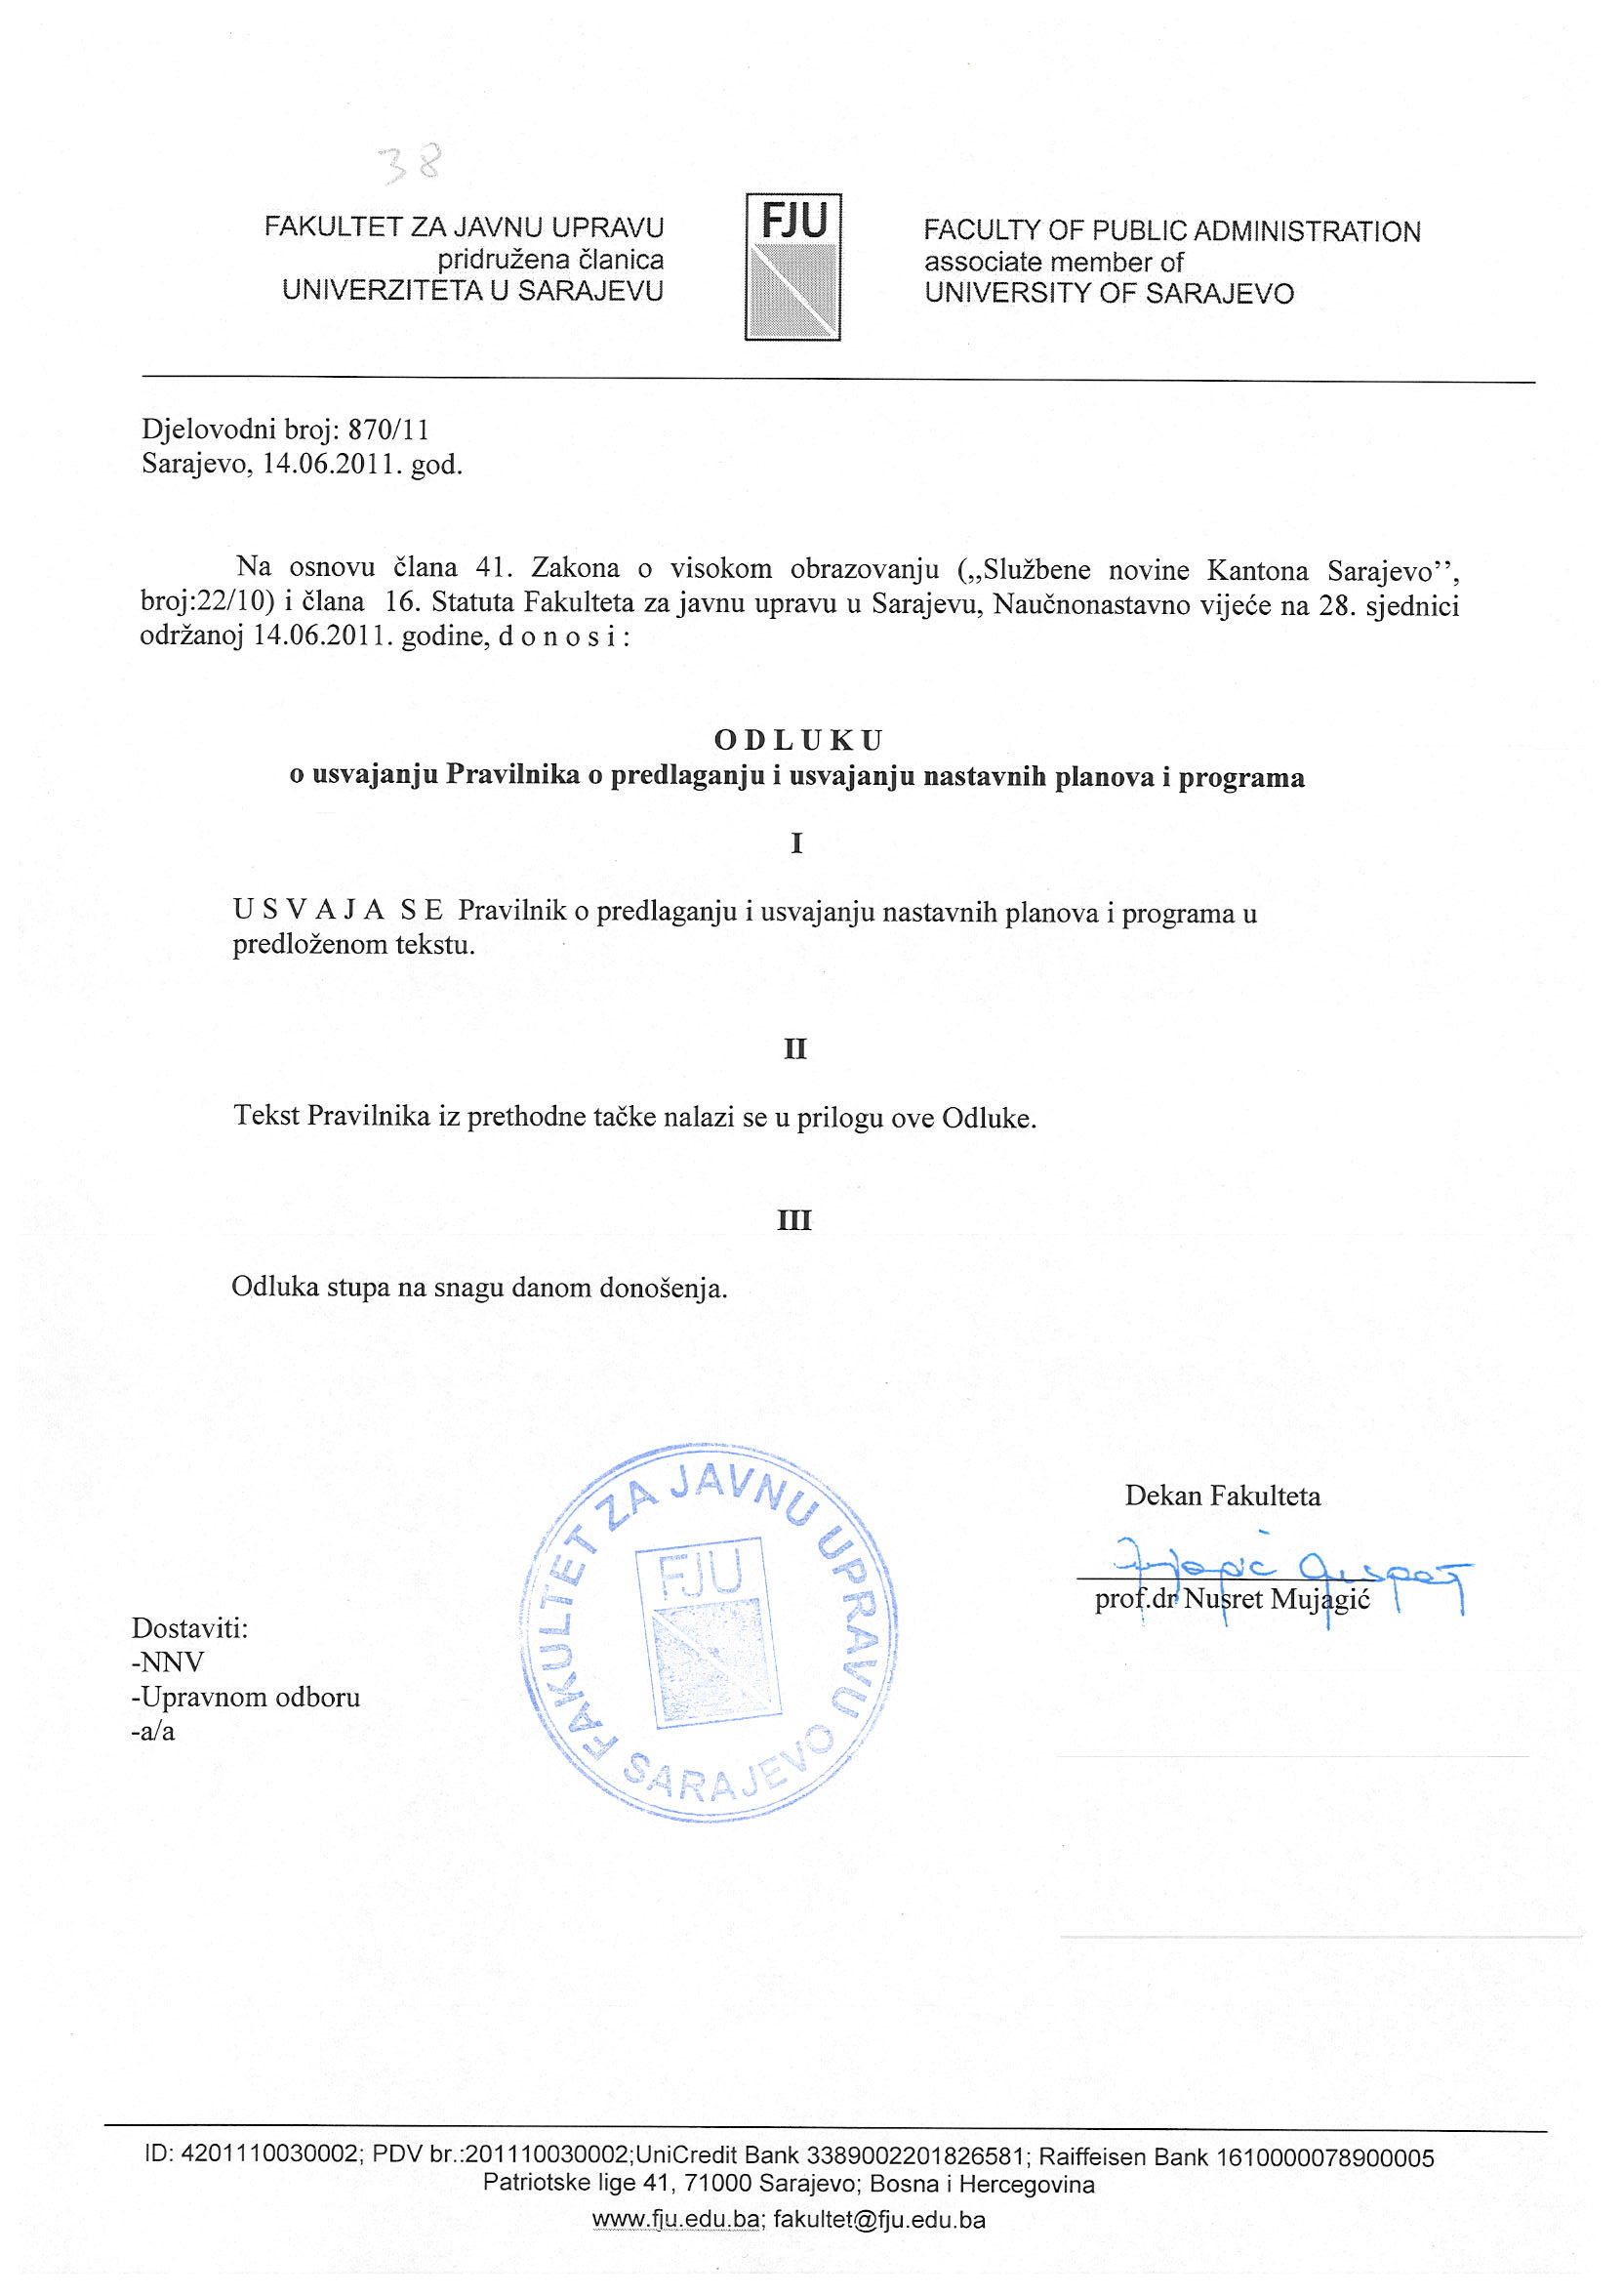 38
FAKULTET ZA JAVNU UPRAVU
pridružena članica
UNIVERZITETA U SARAJEVU
FJU
FACULTY OF PUBLIC ADMINISTRATION
associate member of
UNIVERSITY OF SARAJEVO
Djelovodni broj: 870/11
Sarajevo, 14.06.2011. god.
Na osnovu člana 41. Zakona o visokom obrazovanju (,,Službene novine Kantona Sarajevo’’,
broj:22/10) i člana 16. Statuta Fakulteta za javnu upravu u Sarajevu, Naučnonastavno vijeće na 28. sjednici
održanoj 14.06.2011. godine, d o n o s i :
O D L U K U
o usvajanju Pravilnika o predlaganju i usvajanju nastavnih planova i programa
I
U S V A J A S E Pravilnik o predlaganju i usvajanju nastavnih planova i programa u
predloženom tekstu.
II
Tekst Pravilnika iz prethodne tačke nalazi se u prilogu ove Odluke.
III
Odluka stupa na snagu danom donošenja.
Dekan Fakulteta
prof.dr Nusret Mujagić
FAKULTET ZA JAVNU UPRAVU
FJU
SARAJEVO
Dostaviti:
-NNV
-Upravnom odboru
-a/a
ID: 4201110030002; PDV br.:201110030002;UniCredit Bank 3389002201826581; Raiffeisen Bank 1610000078900005
Patriotske lige 41, 71000 Sarajevo; Bosna i Hercegovina
www.fju.edu.ba; fakultet@fju.edu.ba